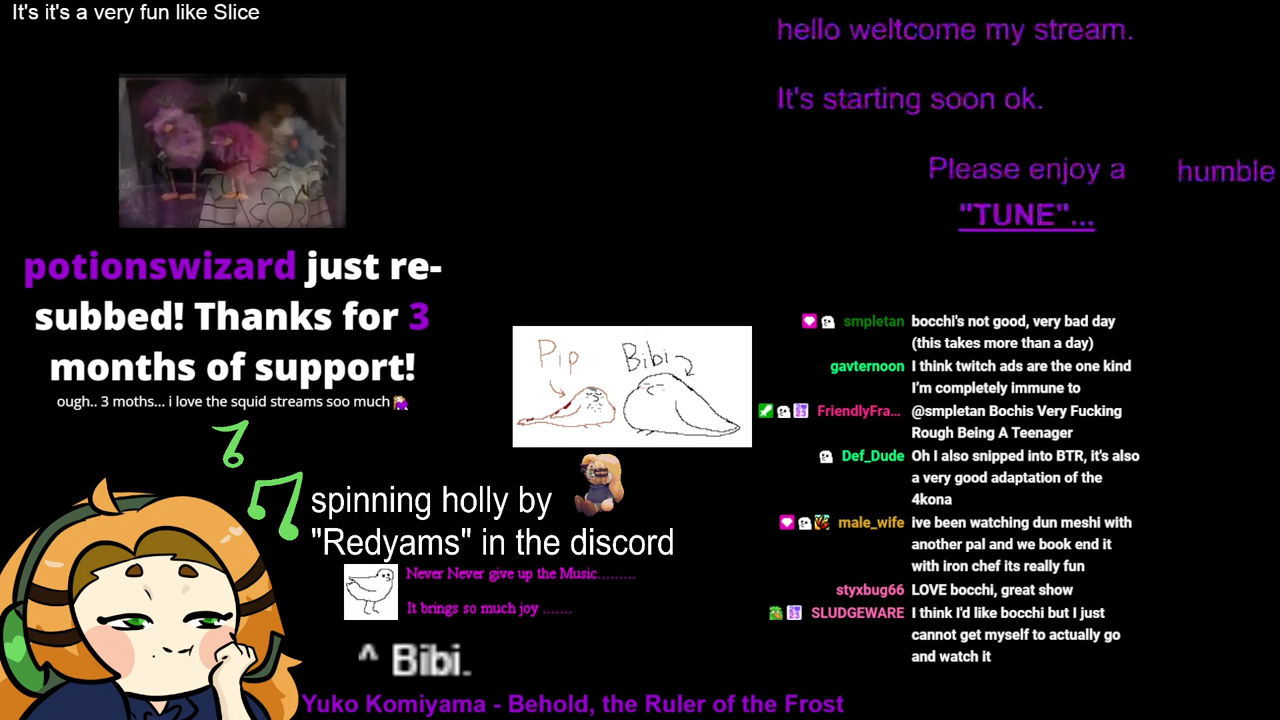 It's it's a very fun like Slice
hello weltcome my stream.
It's starting soon ok.
Please enjoy a humble
"TUNE"...
potionswizard just re-
subbed! Thanks for 3
months of support!
ough.. 3 moths... i love the squid streams soo much
Pip
Bibi
spinning holly by
"Redyams" in the discord
Never Never give up the Music.........
It brings so much joy .......
^ Bibi.
Yuko Komiyama - Behold, the Ruler of the Frost
smpletan bocchi's not good, very bad day
(this takes more than a day)
gavternoon I think twitch ads are the one kind
I'm completely immune to
FriendlyFra... @smpletan Bochis Very Fucking
Rough Being A Teenager
Def_Dude Oh I also snipped into BTR, it's also
a very good adaptation of the
4kona
male_wife ive been watching dun meshi with
another pal and we book end it
with iron chef its really fun
styxbug66 LOVE bocchi, great show
SLUDGEWARE I think I'd like bocchi but I just
cannot get myself to actually go
and watch it